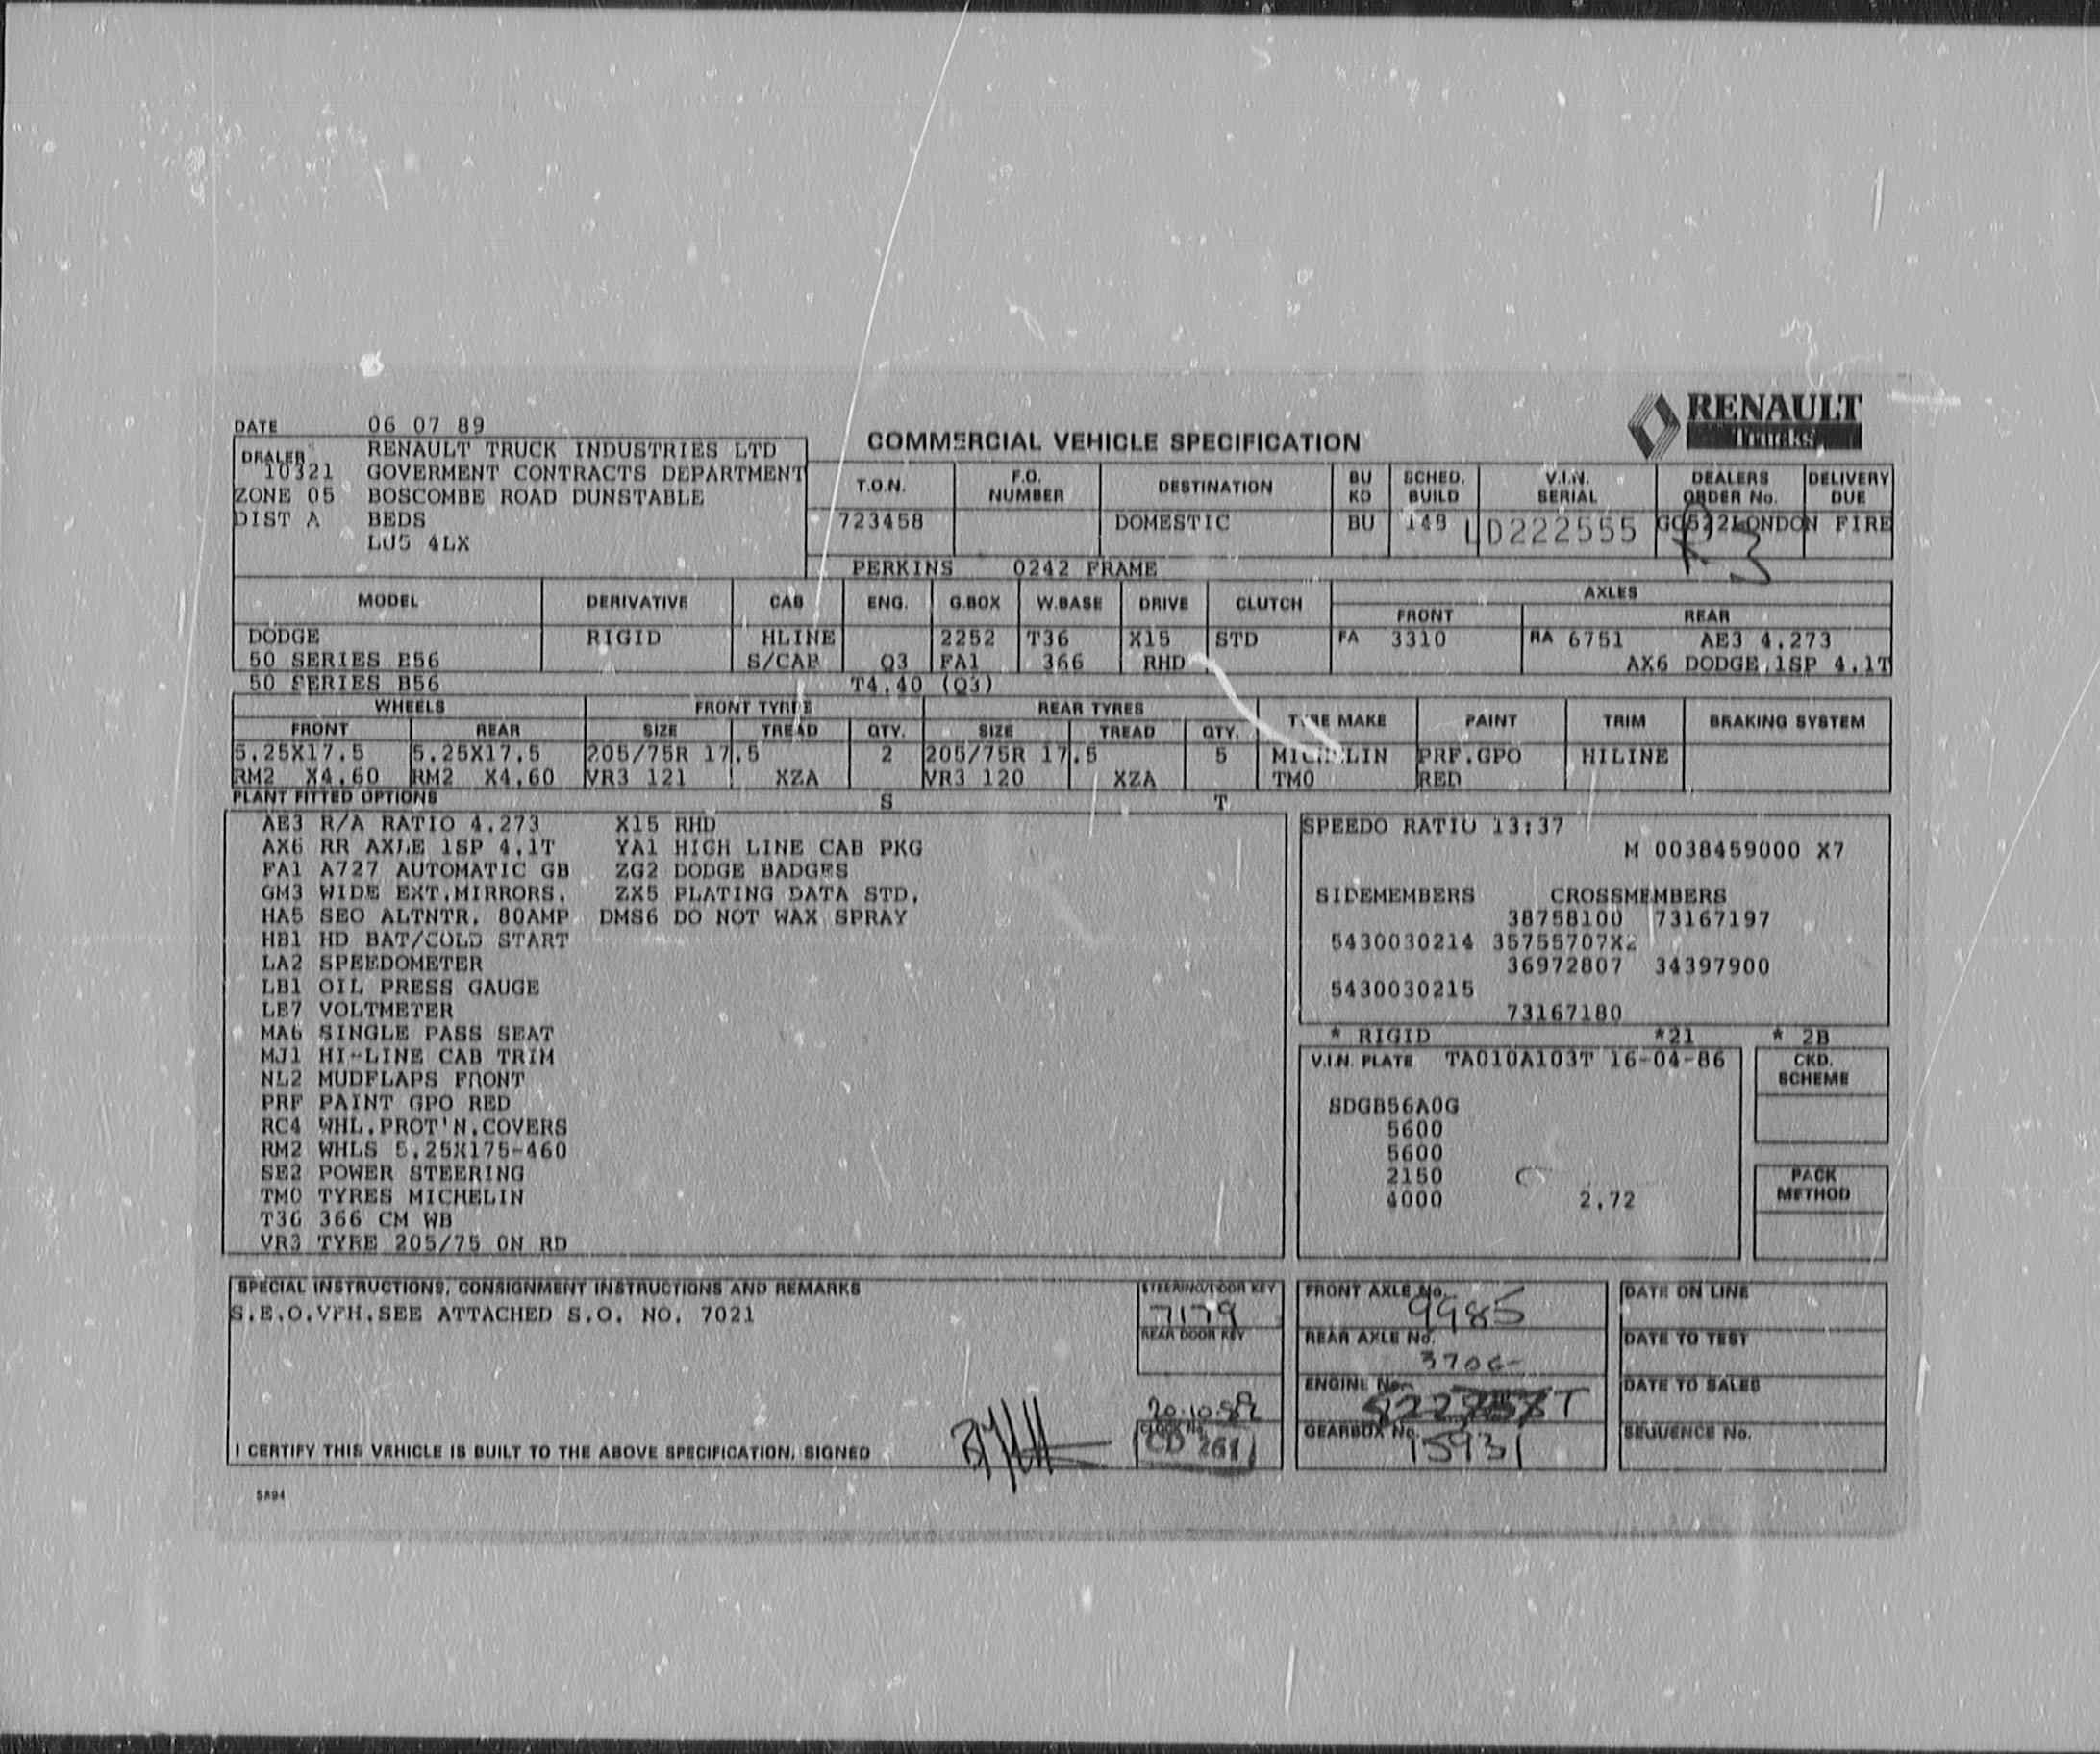 DATE 06 07 89
RENAULT
TRUCKS
DEALER RENAULT TRUCK INDUSTRIES LTD
COMMERCIAL VEHICLE SPECIFICATION
10321 GOVERMENT CONTRACTS DEPARTMENT
ZONE 05 BOSCOMBE ROAD DUNSTABLE
DIST A BEDS
LU5 4LX
T.O.N. F.O. NUMBER DESTINATION BU KD SCHED. BUILD V.I.N. SERIAL DEALERS ORDER No. DELIVERY DUE
723458 DOMESTIC BU 149 D222555 GC522LONDON FIRE
PERKINS 0242 FRAME
MODEL DERIVATIVE CAB ENG. G.BOX W.BASE DRIVE CLUTCH AXLES
FRONT REAR
DODGE RIGID HLINE 2252 T36 X15 STD FA 3310 RA 6751 AE3 4.273
50 SERIES B56 S/CAB Q3 FA1 366 RHD AX6 DODGE 1SP 4.1T
50 SERIES B56 T4.40 (Q3)
WHEELS FRONT TYRES REAR TYRES TYRE MAKE PAINT TRIM BRAKING SYSTEM
FRONT REAR SIZE TREAD QTY. SIZE TREAD QTY.
5.25X17.5 5.25X17.5 205/75R 17.5 2 205/75R 17.5 5 MICHELIN PRF.GPO HILINE
RM2 X4.60 RM2 X4.60 VR3 121 XZA VR3 120 XZA TM0 RED
PLANT FITTED OPTIONS S T
AE3 R/A RATIO 4.273 X15 RHD
AX6 RR AXLE 1SP 4.1T YA1 HIGH LINE CAB PKG
FA1 A727 AUTOMATIC GB ZG2 DODGE BADGES
GM3 WIDE EXT.MIRRORS. ZX5 PLATING DATA STD.
HA5 SEO ALTNTR. 80AMP DMS6 DO NOT WAX SPRAY
HB1 HD BAT/COLD START
LA2 SPEEDOMETER
LB1 OIL PRESS GAUGE
LE7 VOLTMETER
MA6 SINGLE PASS SEAT
MJ1 HI-LINE CAB TRIM
NL2 MUDFLAPS FRONT
PRF PAINT GPO RED
RC4 WHL.PROT'N.COVERS
RM2 WHLS 5.25X175-460
SE2 POWER STEERING
TM0 TYRES MICHELIN
T36 366 CM WB
VR3 TYRE 205/75 ON RD
SPEEDO RATIO 13:37
M 0038459000 X7
SIDEMEMBERS CROSSMEMBERS
38758100 73167197
5430030214 35755707X2
36972807 34397900
5430030215
73167180
* RIGID *21 * 2B
V.I.N. PLATE TA010A103T 16-04-86
SDGB56A0G
5600
5600
2150
4000 2.72
CKD. SCHEME
PACK METHOD
SPECIAL INSTRUCTIONS, CONSIGNMENT INSTRUCTIONS AND REMARKS
S.E.O.VFH.SEE ATTACHED S.O. NO. 7021
I CERTIFY THIS VEHICLE IS BUILT TO THE ABOVE SPECIFICATION, SIGNED
STEERING/DOOR KEY
7179
REAR DOOR KEY
20.10.89
CLOCK No.
CD 261
FRONT AXLE No.
9985
REAR AXLE No.
3706
ENGINE No.
GEARBOX No.
15931
DATE ON LINE
DATE TO TEST
DATE TO SALES
SEQUENCE No.
5894